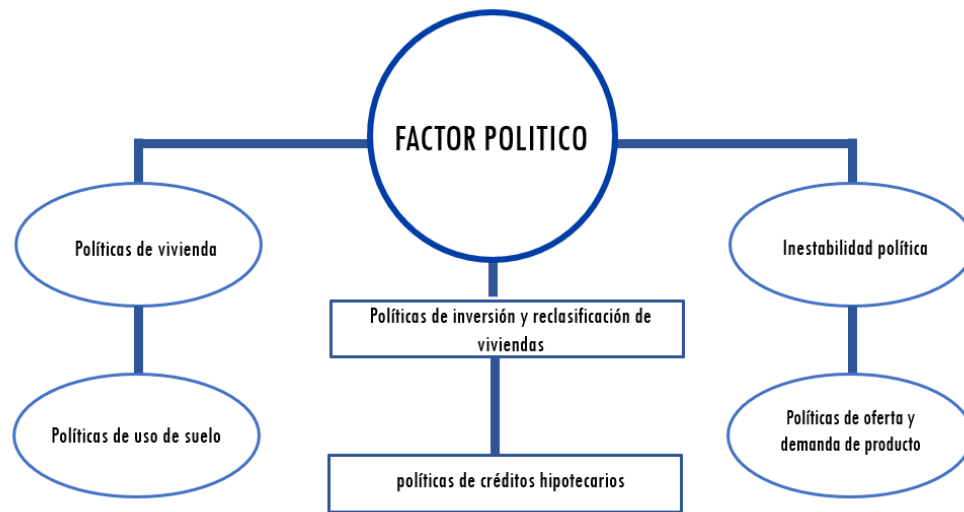 FACTOR POLITICO
Políticas de vivienda
Inestabilidad política
Políticas de inversión y reclasificación de
viviendas
Políticas de uso de suelo
Políticas de oferta y
demanda de producto
políticas de créditos hipotecarios